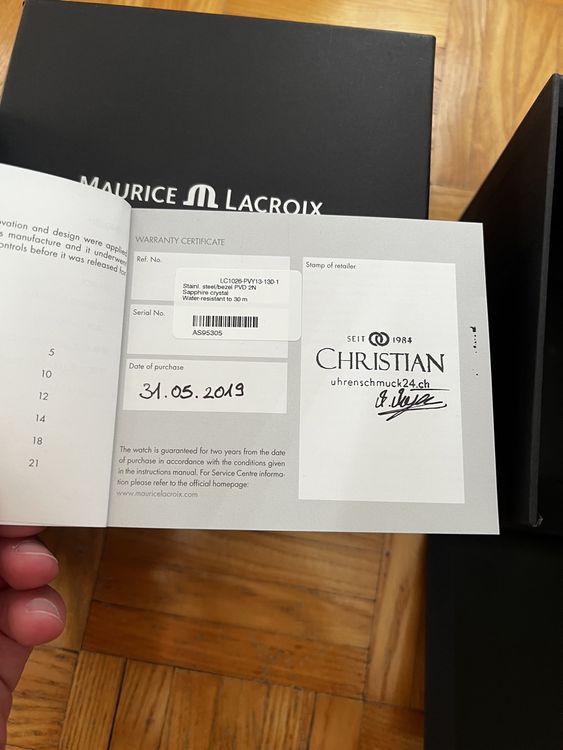 MAURICE LACROIX
vation and design were applied
s manufacture and it underwent
ontrols before it was released for
5
10
12
14
18
21
WARRANTY CERTIFICATE
Ref. No.
LC1026-PVY13-130-1
Stainl. steel/bezel PVD 2N
Sapphire crystal
Water-resistant to 30 m
Serial No.
AS95305
Date of purchase
31.05.2019
The watch is guaranteed for two years from the date
of purchase in accordance with the conditions given
in the instructions manual. For Service Centre informa-
tion please refer to the official homepage:
www.mauricelacroix.com
Stamp of retailer
SEIT 1984
CHRISTIAN
uhrenschmuck24.ch